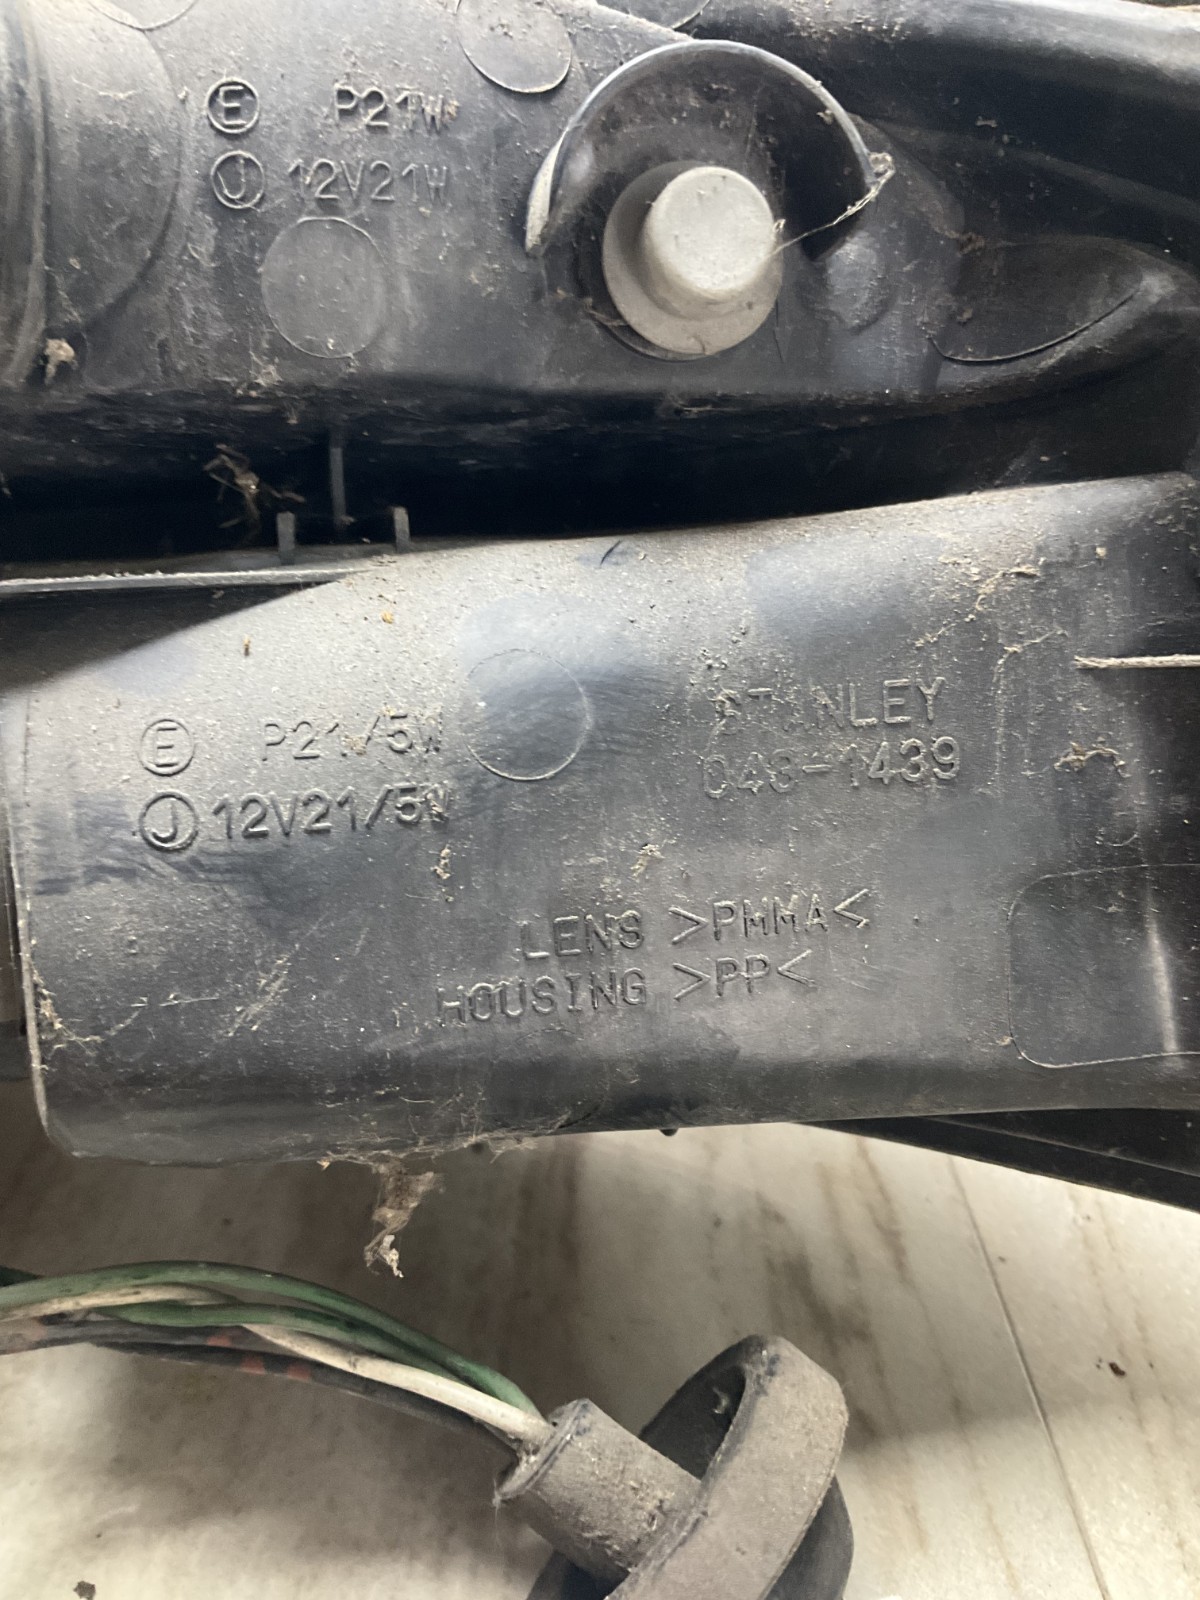 Ⓔ P21W
Ⓙ 12V21W
Ⓔ P21/5W
Ⓙ 12V21/5W
STANLEY
043-1439
LENS >PMMA<
HOUSING >PP<